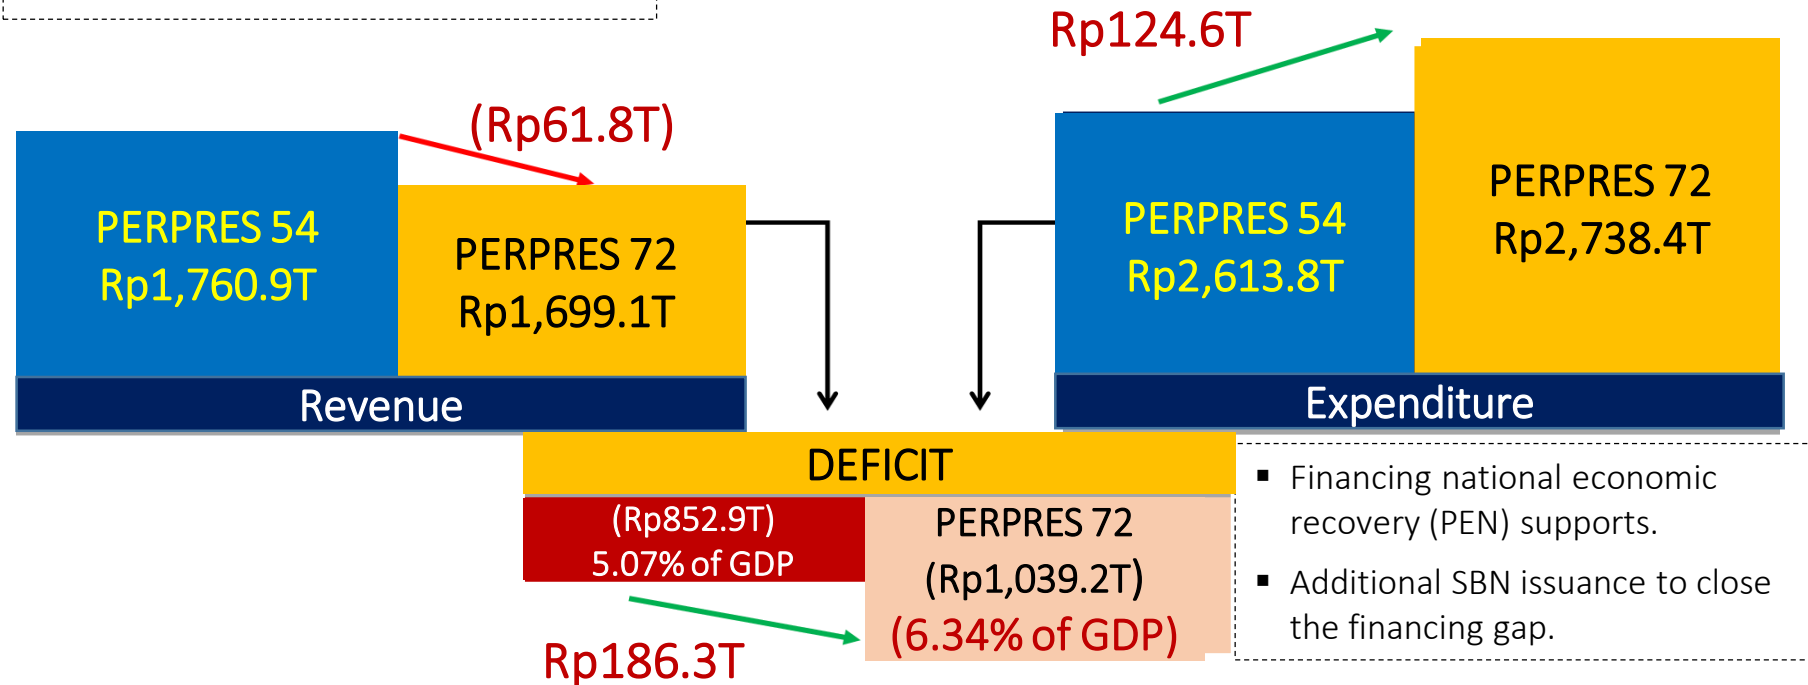 Rp124.6T
(Rp61.8T)
PERPRES 54
Rp1,760.9T
PERPRES 72
Rp1,699.1T
Revenue
PERPRES 54
Rp2,613.8T
PERPRES 72
Rp2,738.4T
Expenditure
DEFICIT
(Rp852.9T)
5.07% of GDP
PERPRES 72
(Rp1,039.2T)
(6.34% of GDP)
Rp186.3T
▪ Financing national economic
recovery (PEN) supports.
▪ Additional SBN issuance to close
the financing gap.